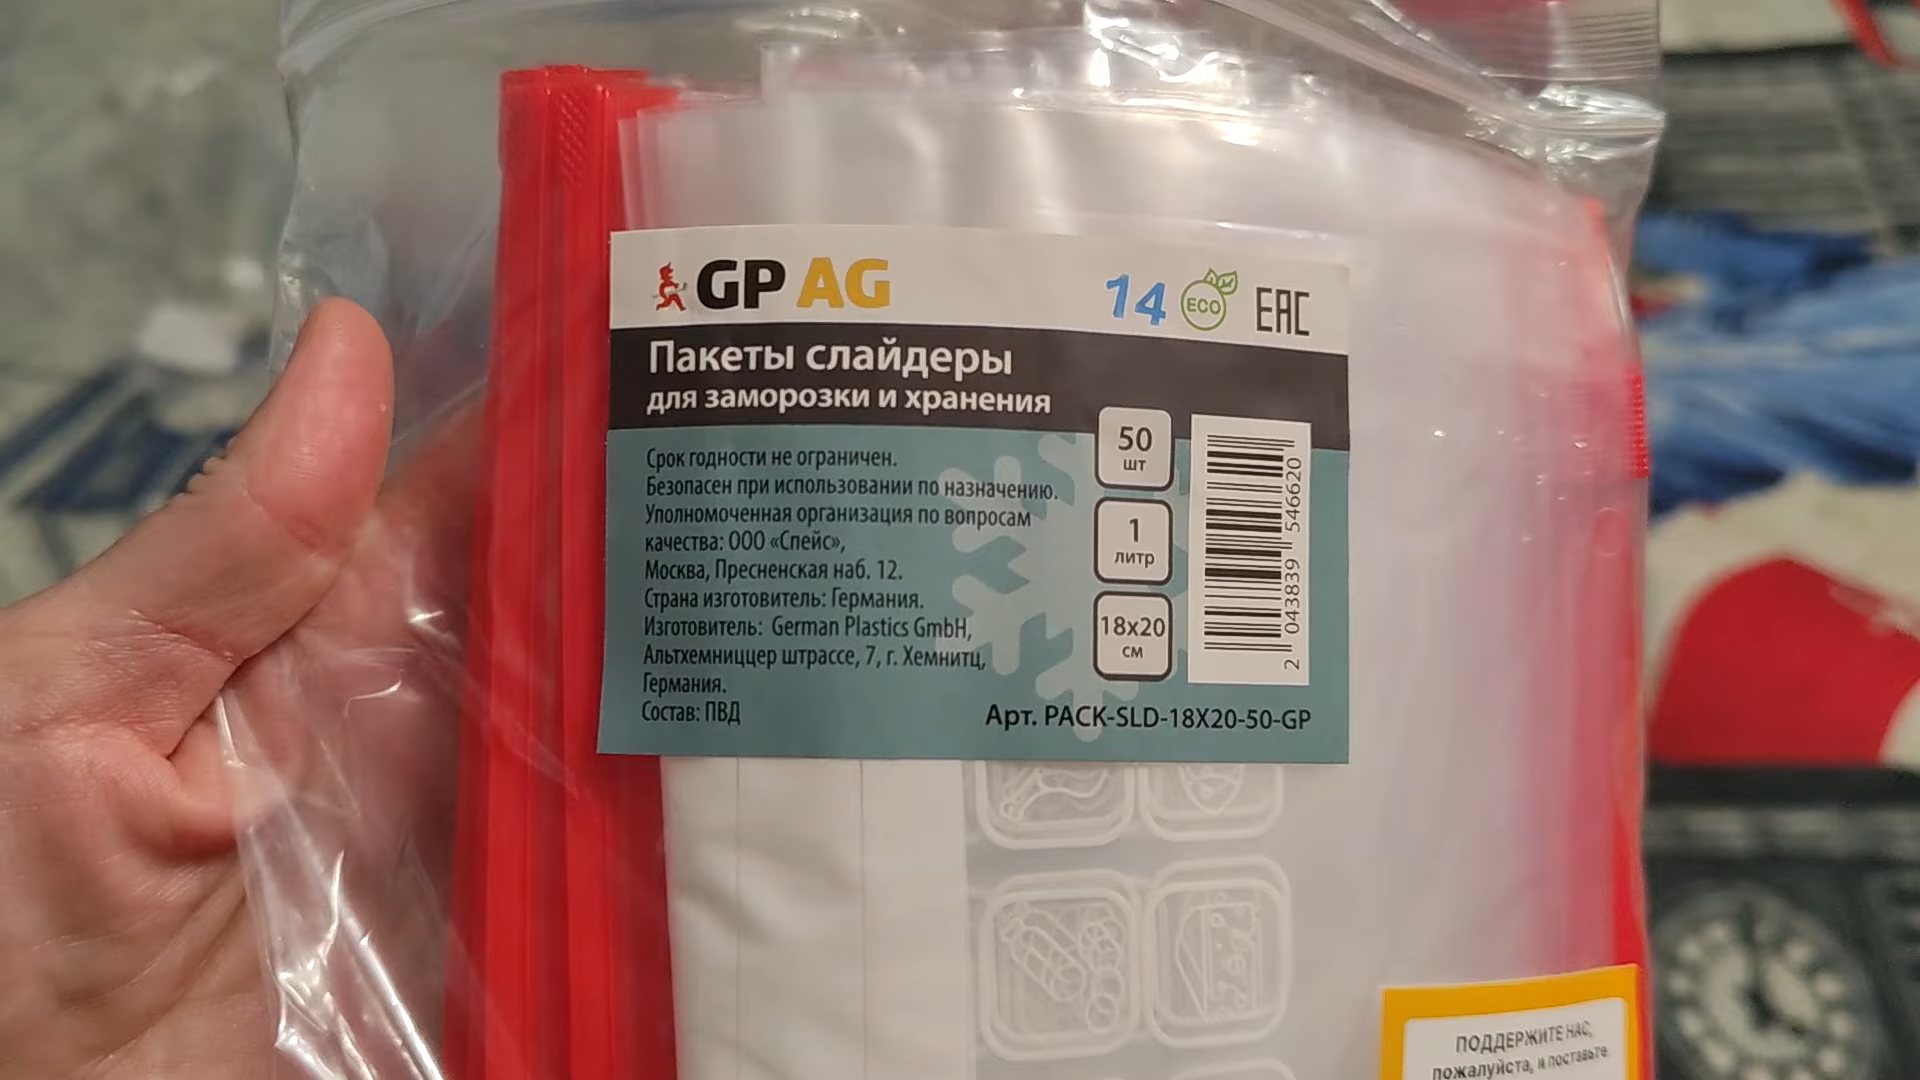 GP AG
14 ECO EAC
Пакеты слайдеры
для заморозки и хранения
Срок годности не ограничен.
Безопасен при использовании по назначению.
Уполномоченная организация по вопросам
качества: ООО «Спейс»,
Москва, Пресненская наб. 12.
Страна изготовитель: Германия.
Изготовитель: German Plastics GmbH,
Альтхемниццер штрассе, 7, г. Хемнитц,
Германия.
Состав: ПВД
50
шт
1
литр
18x20
см
2 043839 546620
Арт. PACK-SLD-18X20-50-GP
ПОДДЕРЖИТЕ НАС,
пожалуйста, и поставьте